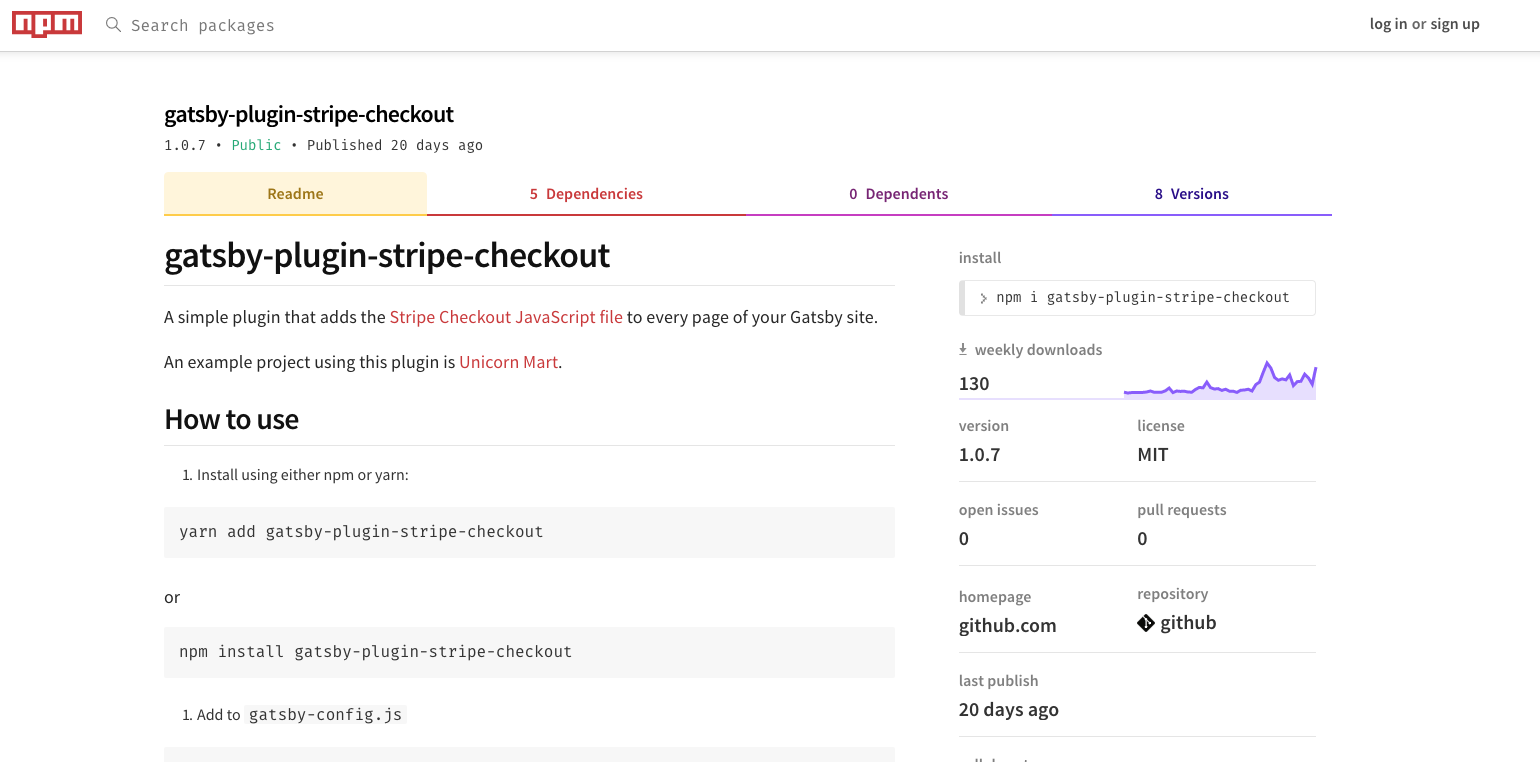 npm
Search packages
log in or sign up
gatsby-plugin-stripe-checkout
1.0.7 • Public • Published 20 days ago
Readme
5 Dependencies
0 Dependents
8 Versions
gatsby-plugin-stripe-checkout
A simple plugin that adds the Stripe Checkout JavaScript file to every page of your Gatsby site.
An example project using this plugin is Unicorn Mart.
How to use
1. Install using either npm or yarn:
yarn add gatsby-plugin-stripe-checkout
or
npm install gatsby-plugin-stripe-checkout
1. Add to gatsby-config.js
install
npm i gatsby-plugin-stripe-checkout
weekly downloads
130
version
1.0.7
license
MIT
open issues
0
pull requests
0
homepage
github.com
repository
github
last publish
20 days ago